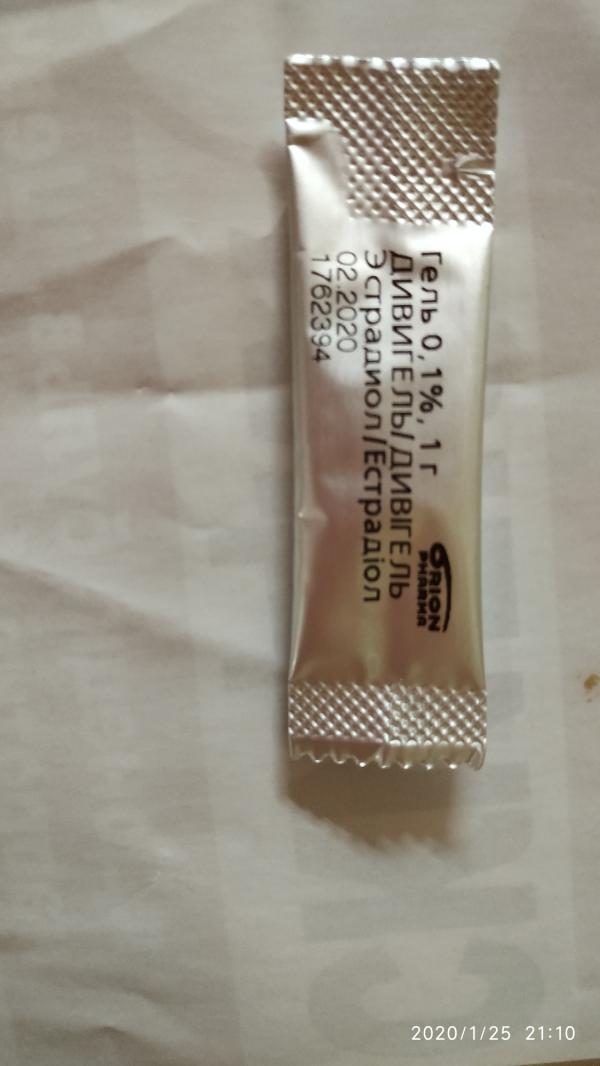 Гель 0,1%, 1 г
ДИВИГЕЛЬ/ДИВІГЕЛЬ
Эстрадиол/Естрадіол
02.2020
1762394
ORION
PHARMA
2020/1/25 21:10